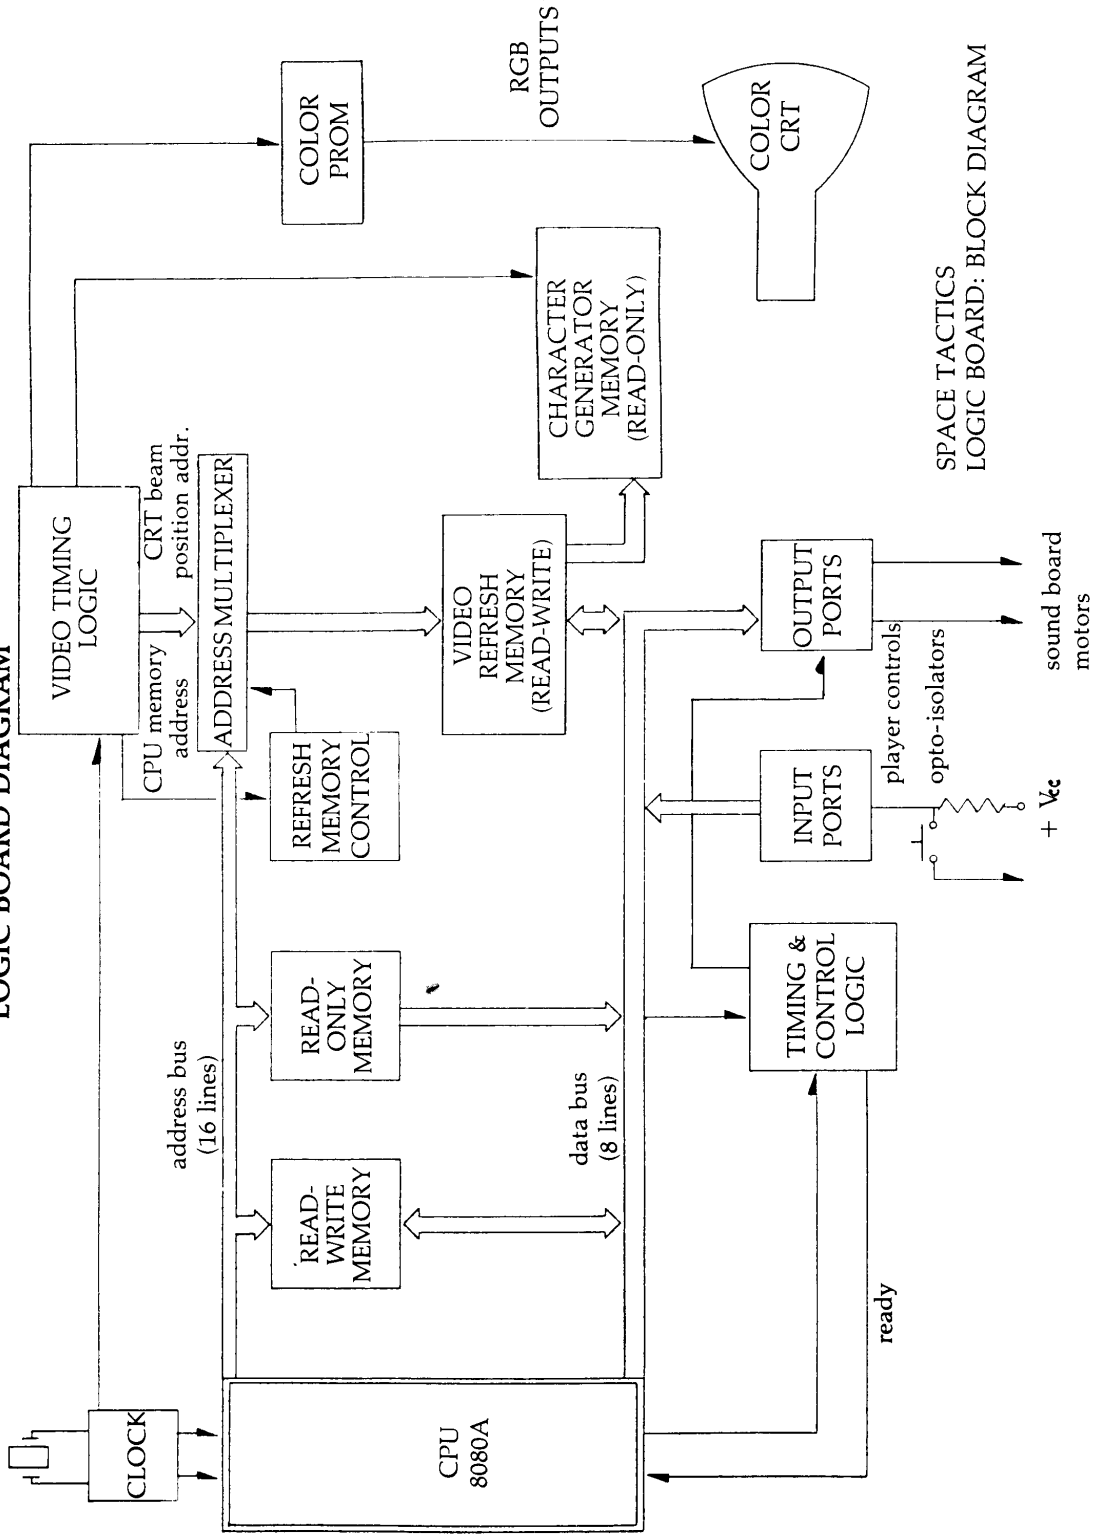 LOGIC BOARD DIAGRAM
CLOCK
CPU
8080A
address bus
(16 lines)
READ-
WRITE
MEMORY
READ-
ONLY
MEMORY
data bus
(8 lines)
ready
TIMING &
CONTROL
LOGIC
VIDEO TIMING
LOGIC
CPU memory
address
CRT beam
position addr.
ADDRESS MULTIPLEXER
REFRESH
MEMORY
CONTROL
VIDEO
REFRESH
MEMORY
(READ-WRITE)
CHARACTER
GENERATOR
MEMORY
(READ-ONLY)
COLOR
PROM
RGB
OUTPUTS
COLOR
CRT
INPUT
PORTS
OUTPUT
PORTS
player controls
opto-isolators
+ Vcc
sound board
motors
SPACE TACTICS
LOGIC BOARD: BLOCK DIAGRAM